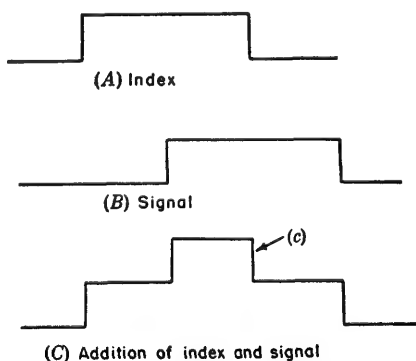 (A) Index
(B) Signal
(c)
(C) Addition of index and signal